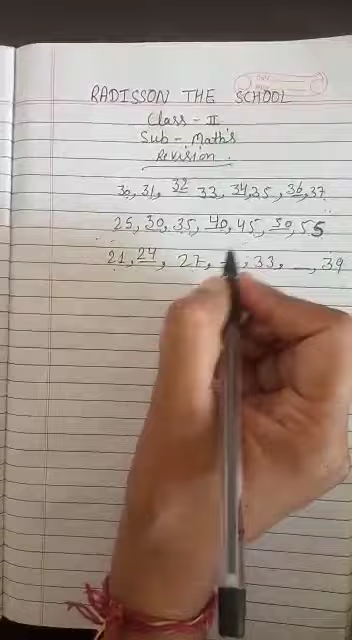 RADISSON THE SCHOOL
Class - II
Sub - Maths
Revision.
30, 31, 32 33, 34, 35, 36, 37
25, 30, 35, 40, 45, 50, 55
21, 24, 27, _, 33, _, 39